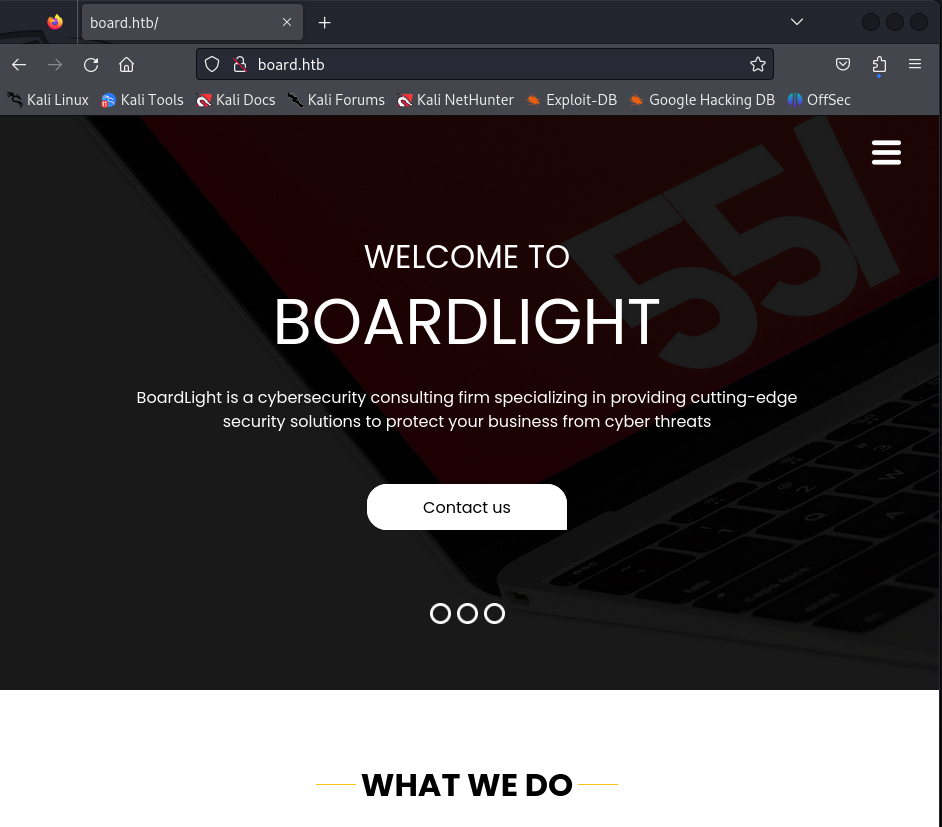 board.htb/
board.htb
Kali Linux Kali Tools Kali Docs Kali Forums Kali NetHunter Exploit-DB Google Hacking DB OffSec
55/
WELCOME TO
BOARDLIGHT
BoardLight is a cybersecurity consulting firm specializing in providing cutting-edge
security solutions to protect your business from cyber threats
Contact us
WHAT WE DO